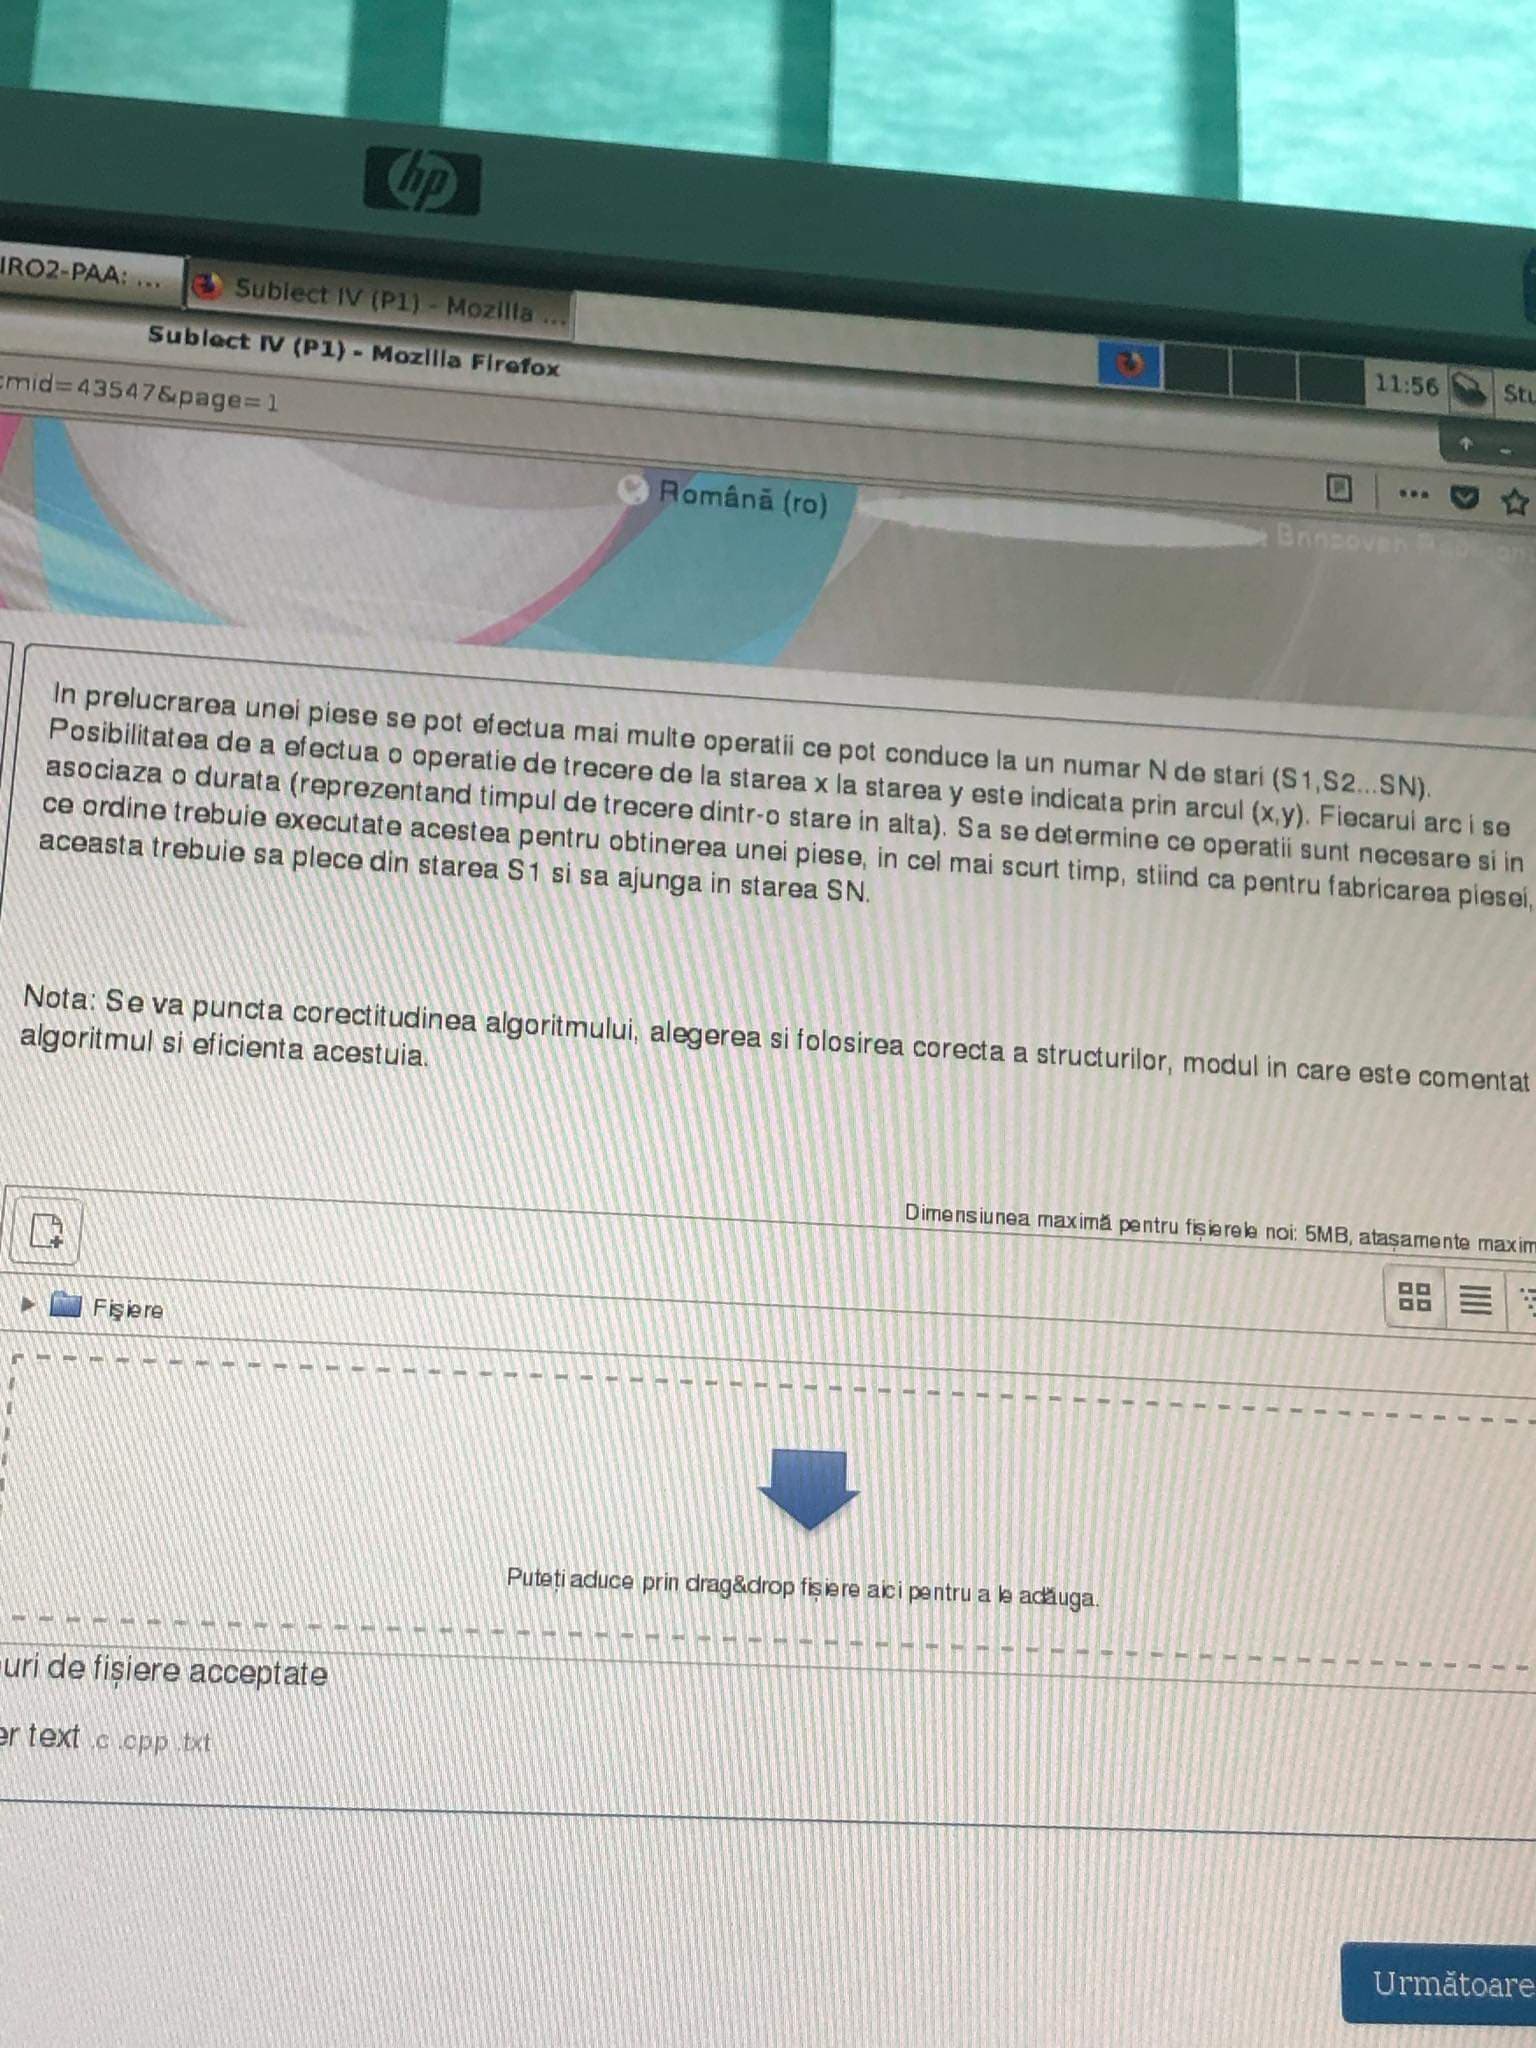 hp
IRO2-PAA: ...
Subiect IV (P1) - Mozilla ...
Subiect IV (P1) - Mozilla Firefox
11:56
cmid=43547&page=1
Română (ro)
In prelucrarea unei piese se pot efectua mai multe operatii ce pot conduce la un numar N de stari (S1,S2...SN).
Posibilitatea de a efectua o operatie de trecere de la starea x la starea y este indicata prin arcul (x,y). Fiecarui arc i se
asociaza o durata (reprezentand timpul de trecere dintr-o stare in alta). Sa se determine ce operatii sunt necesare si in
ce ordine trebuie executate acestea pentru obtinerea unei piese, in cel mai scurt timp, stiind ca pentru fabricarea piesei,
aceasta trebuie sa plece din starea S1 si sa ajunga in starea SN.
Nota: Se va puncta corectitudinea algoritmului, alegerea si folosirea corecta a structurilor, modul in care este comentat
algoritmul si eficienta acestuia.
Dimensiunea maximă pentru fișierele noi: 5MB, atașamente maxim
Fișiere
Puteți aduce prin drag&drop fișiere aici pentru a le adăuga.
uri de fișiere acceptate
er text .c .cpp .txt
Următoare